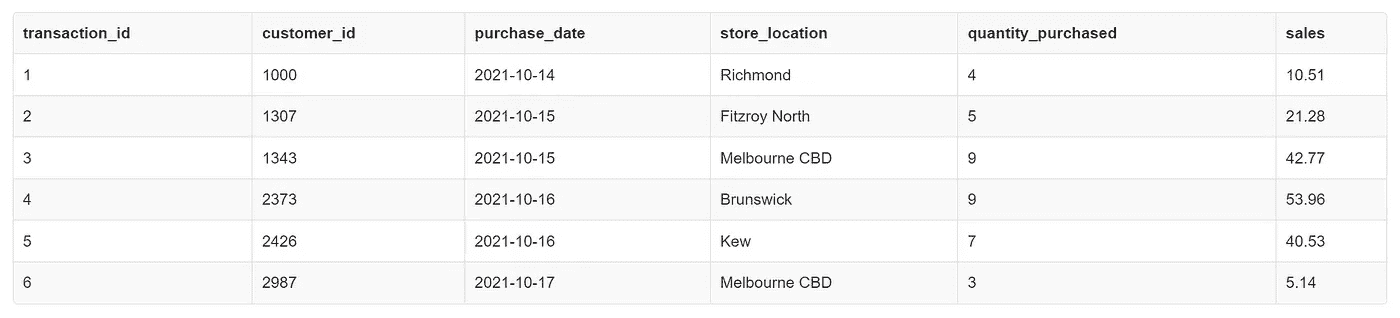 transaction_id customer_id purchase_date store_location quantity_purchased sales
1 1000 2021-10-14 Richmond 4 10.51
2 1307 2021-10-15 Fitzroy North 5 21.28
3 1343 2021-10-15 Melbourne CBD 9 42.77
4 2373 2021-10-16 Brunswick 9 53.96
5 2426 2021-10-16 Kew 7 40.53
6 2987 2021-10-17 Melbourne CBD 3 5.14